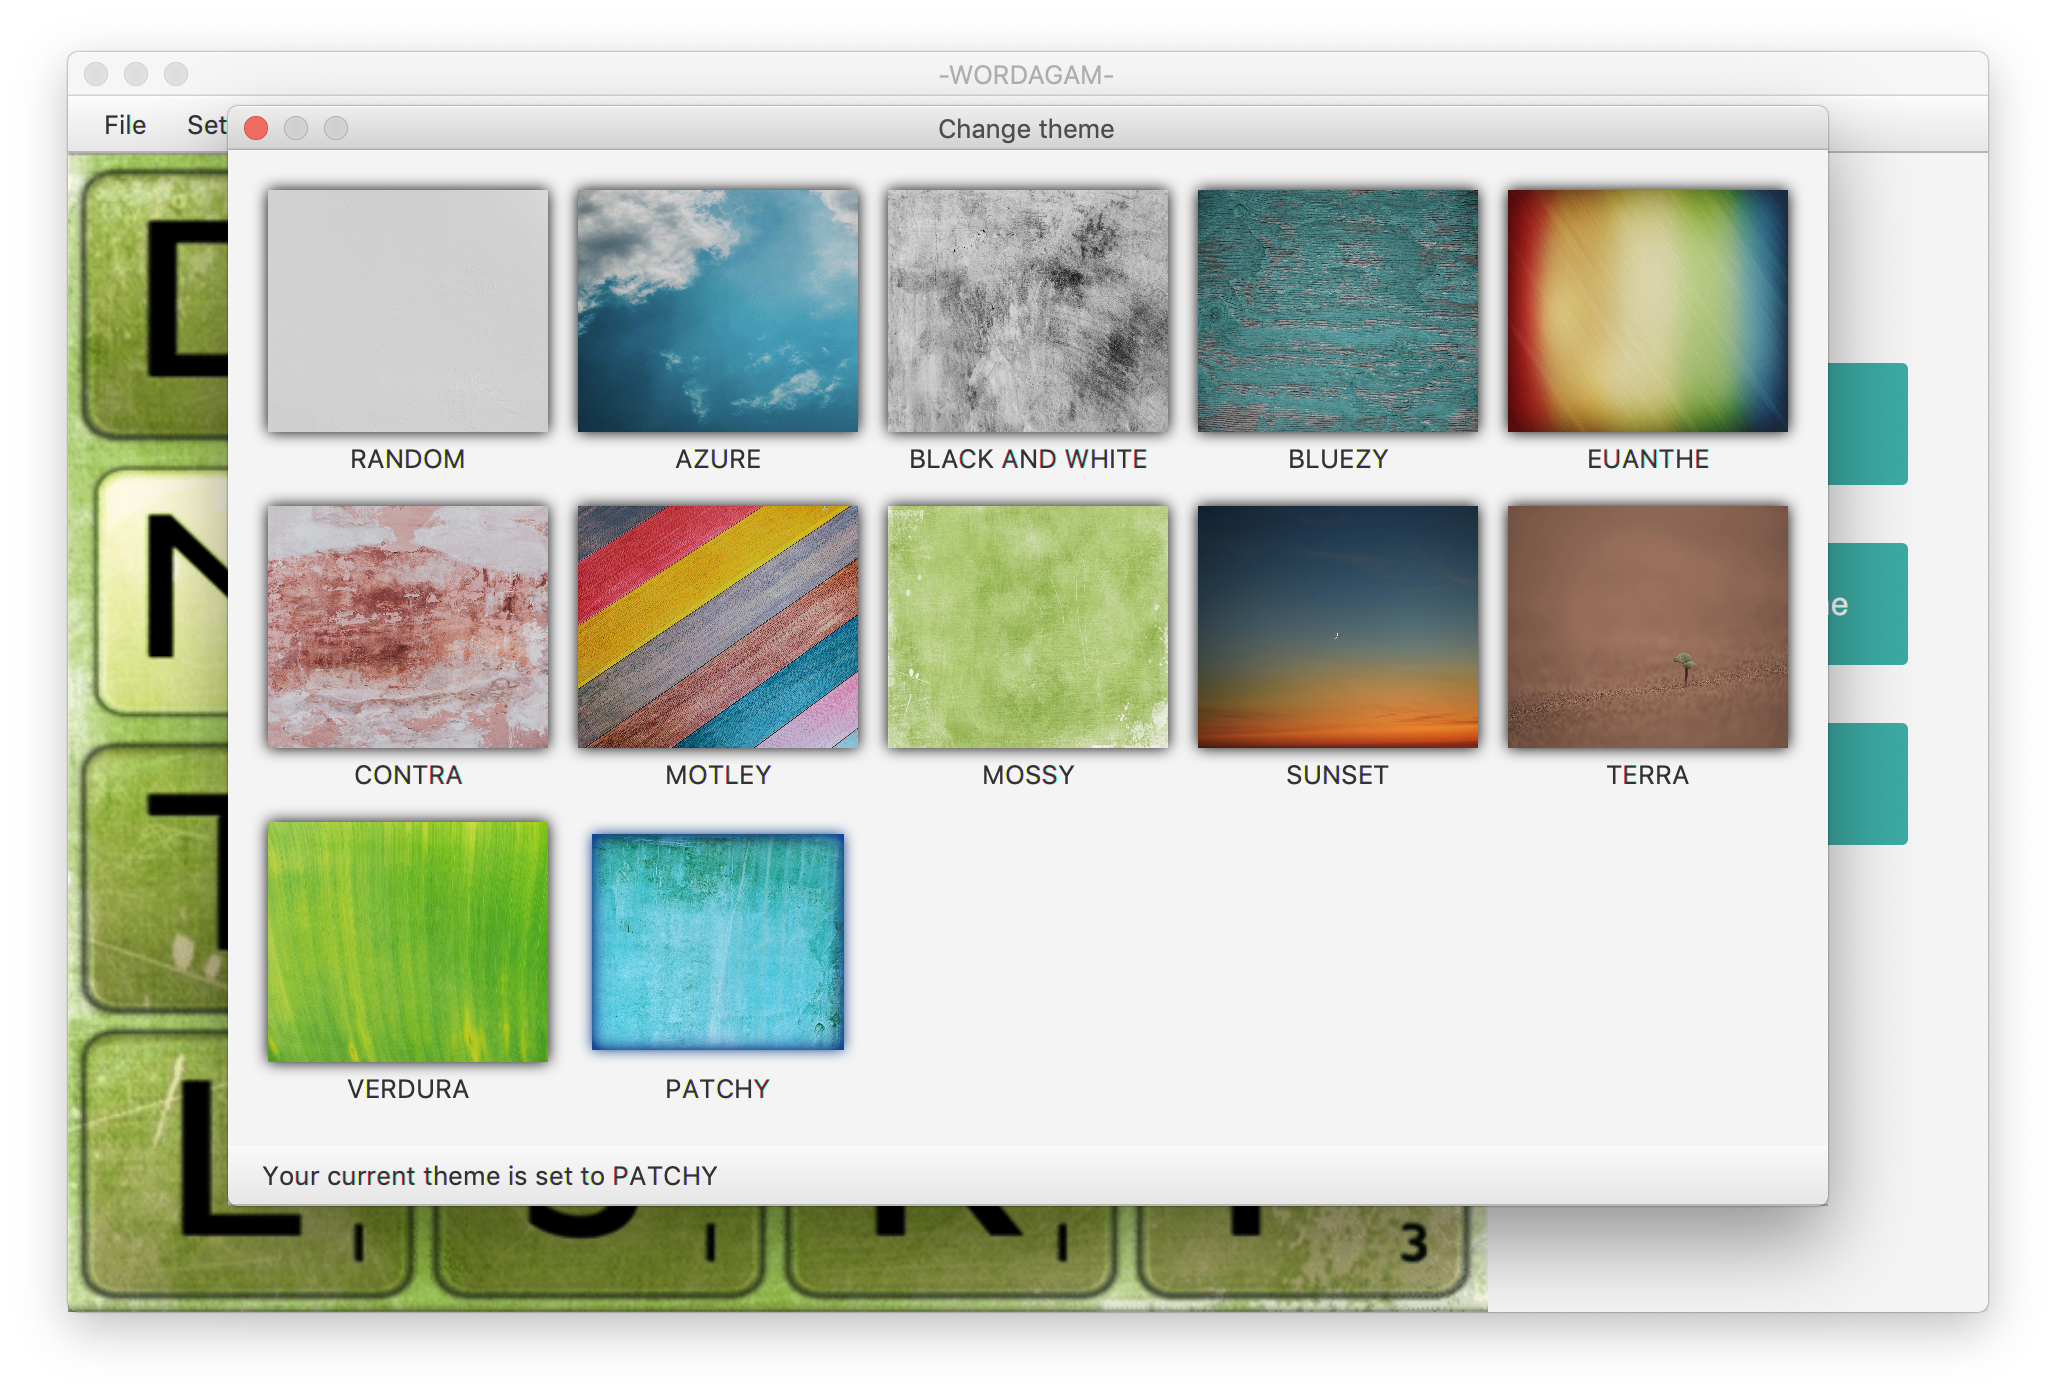 -WORDAGAM-
File
Change theme
RANDOM
AZURE
BLACK AND WHITE
BLUEZY
EUANTHE
CONTRA
MOTLEY
MOSSY
SUNSET
TERRA
VERDURA
PATCHY
Your current theme is set to PATCHY
N
T
L
3